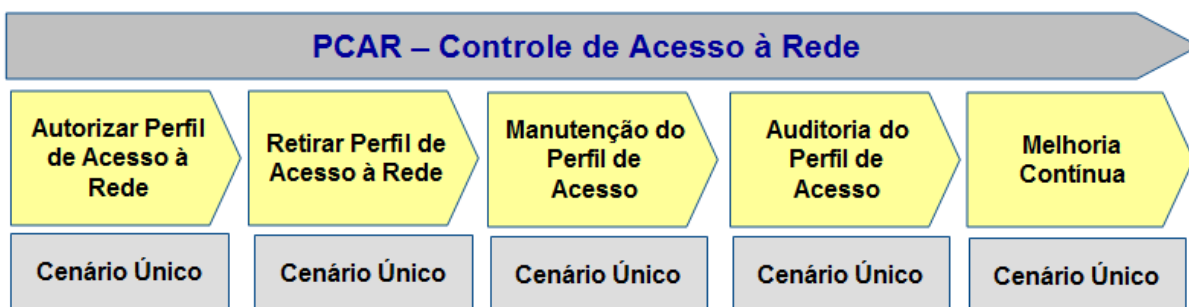 PCAR – Controle de Acesso à Rede
Autorizar Perfil
de Acesso à
Rede
Retirar Perfil de
Acesso à Rede
Manutenção do
Perfil de
Acesso
Auditoria do
Perfil de
Acesso
Melhoria
Contínua
Cenário Único
Cenário Único
Cenário Único
Cenário Único
Cenário Único